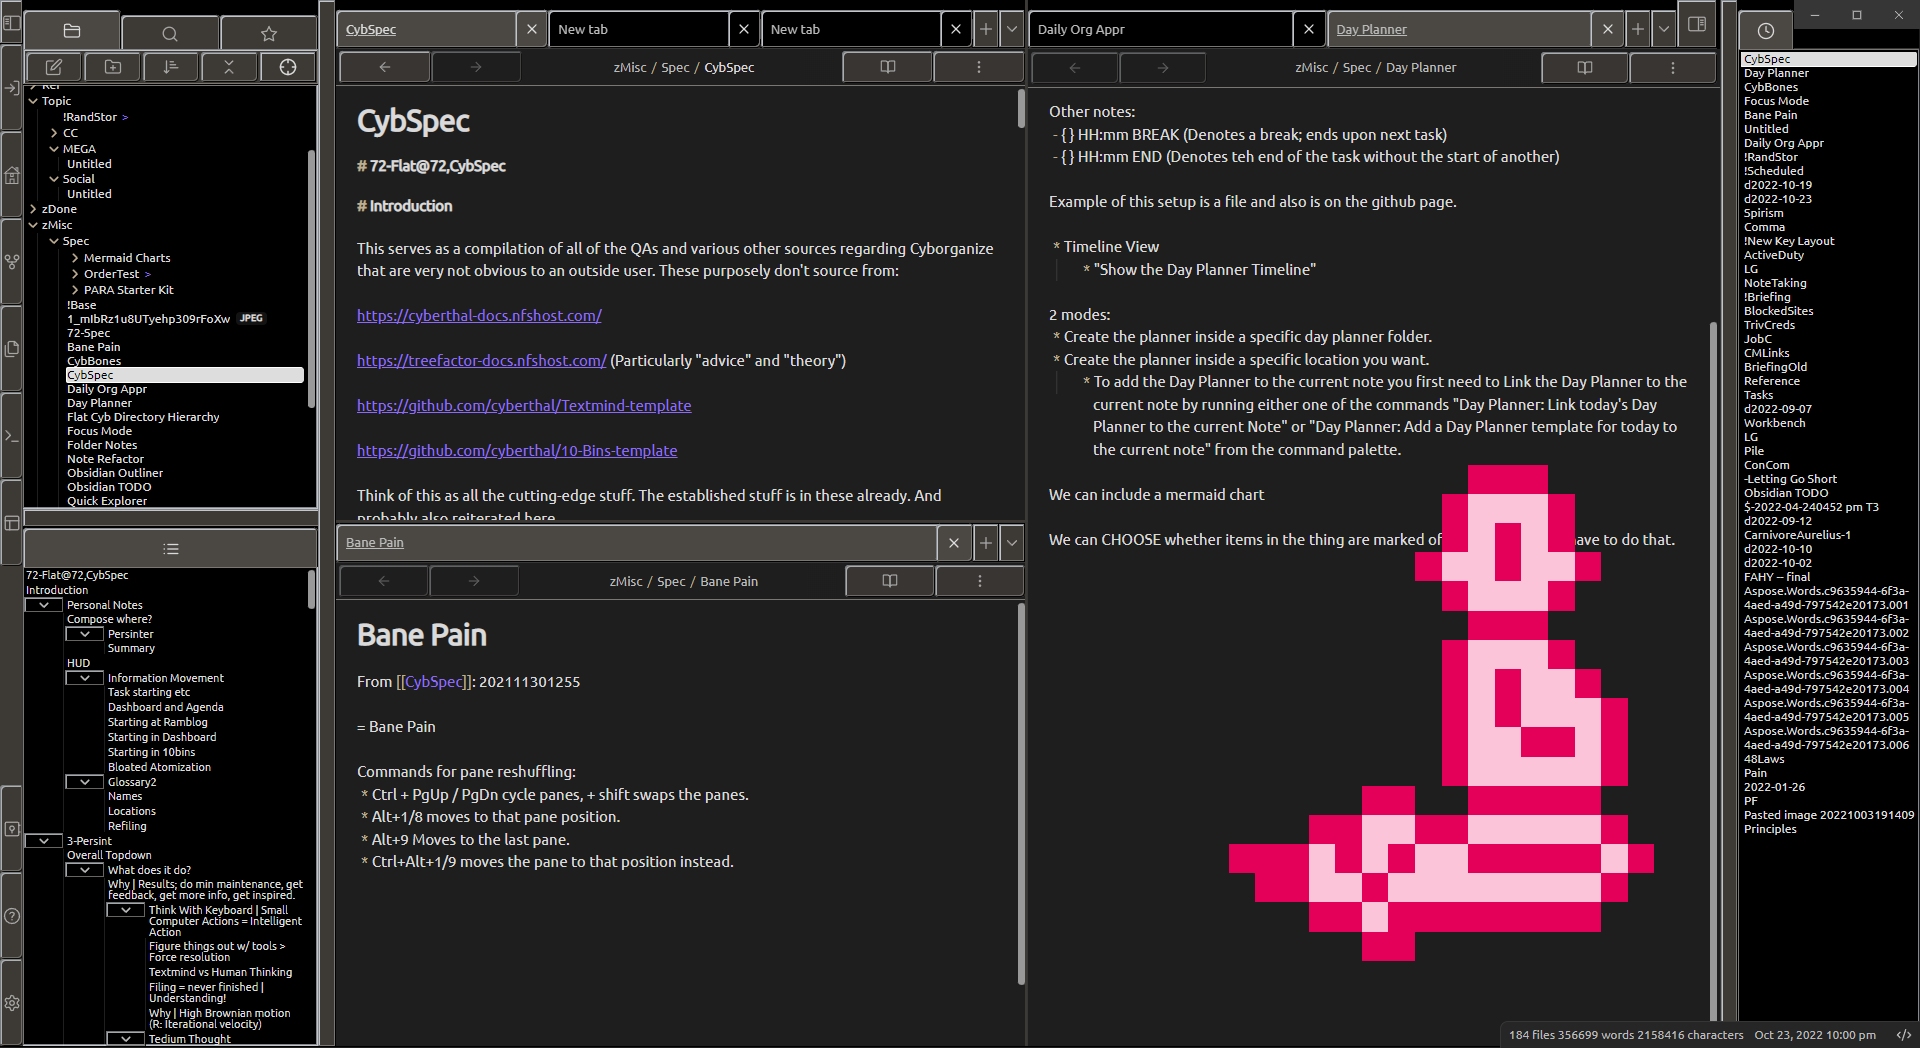 Ref
Topic
!RandStor >
CC
MEGA
Untitled
Social
Untitled
zDone
zMisc
Spec
Mermaid Charts
OrderTest >
PARA Starter Kit
!Base
1_mIbRz1u8UTyehp309rFoXw JPEG
72-Spec
Bane Pain
CybBones
CybSpec
Daily Org Appr
Day Planner
Flat Cyb Directory Hierarchy
Focus Mode
Folder Notes
Note Refactor
Obsidian Outliner
Obsidian TODO
Quick Explorer
72-Flat@72,CybSpec
Introduction
Personal Notes
Compose where?
Persinter
Summary
HUD
Information Movement
Task starting etc
Dashboard and Agenda
Starting at Ramblog
Starting in Dashboard
Starting in 10bins
Bloated Atomization
Glossary2
Names
Locations
Refiling
3-Persint
Overall Topdown
What does it do?
Why | Results; do min maintenance, get
feedback, get more info, get inspired.
Think With Keyboard | Small
Computer Actions = Intelligent
Action
Figure things out w/ tools >
Force resolution
Textmind vs Human Thinking
Filing = never finished |
Understanding!
Why | High Brownian motion
(R: Iterational velocity)
Tedium Thought
CybSpec
New tab
New tab
zMisc / Spec / CybSpec
CybSpec
# 72-Flat@72,CybSpec
# Introduction
This serves as a compilation of all of the QAs and various other sources regarding Cyborganize
that are very not obvious to an outside user. These purposely don't source from:
https://cyberthal-docs.nfshost.com/
https://treefactor-docs.nfshost.com/ (Particularly "advice" and "theory")
https://github.com/cyberthal/Textmind-template
https://github.com/cyberthal/10-Bins-template
Think of this as all the cutting-edge stuff. The established stuff is in these already. And
probably also reiterated here.
Bane Pain
zMisc / Spec / Bane Pain
Bane Pain
From [[CybSpec]]: 202111301255
= Bane Pain
Commands for pane reshuffling:
* Ctrl + PgUp / PgDn cycle panes, + shift swaps the panes.
* Alt+1/8 moves to that pane position.
* Alt+9 Moves to the last pane.
* Ctrl+Alt+1/9 moves the pane to that position instead.
Daily Org Appr
Day Planner
zMisc / Spec / Day Planner
Other notes:
- { } HH:mm BREAK (Denotes a break; ends upon next task)
- { } HH:mm END (Denotes teh end of the task without the start of another)
Example of this setup is a file and also is on the github page.
* Timeline View
* "Show the Day Planner Timeline"
2 modes:
* Create the planner inside a specific day planner folder.
* Create the planner inside a specific location you want.
* To add the Day Planner to the current note you first need to Link the Day Planner to the
current note by running either one of the commands "Day Planner: Link today's Day
Planner to the current Note" or "Day Planner: Add a Day Planner template for today to
the current note" from the command palette.
We can include a mermaid chart
We can CHOOSE whether items in the thing are marked of have to do that.
CybSpec
Day Planner
CybBones
Focus Mode
Bane Pain
Untitled
Daily Org Appr
!RandStor
!Scheduled
d2022-10-19
d2022-10-23
Spirism
Comma
!New Key Layout
ActiveDuty
LG
NoteTaking
!Briefing
BlockedSites
TrivCreds
JobC
CMLinks
BriefingOld
Reference
Tasks
d2022-09-07
Workbench
LG
Pile
ConCom
-Letting Go Short
Obsidian TODO
$-2022-04-240452 pm T3
d2022-09-12
CarnivoreAurelius-1
d2022-10-10
d2022-10-02
FAHY – final
Aspose.Words.c9635944-6f3a-
4aed-a49d-797542e20173.001
Aspose.Words.c9635944-6f3a-
4aed-a49d-797542e20173.002
Aspose.Words.c9635944-6f3a-
4aed-a49d-797542e20173.003
Aspose.Words.c9635944-6f3a-
4aed-a49d-797542e20173.004
Aspose.Words.c9635944-6f3a-
4aed-a49d-797542e20173.005
Aspose.Words.c9635944-6f3a-
4aed-a49d-797542e20173.006
48Laws
Pain
2022-01-26
PF
Pasted image 20221003191409
Principles
184 files 356699 words 2158416 characters Oct 23, 2022 10:00 pm